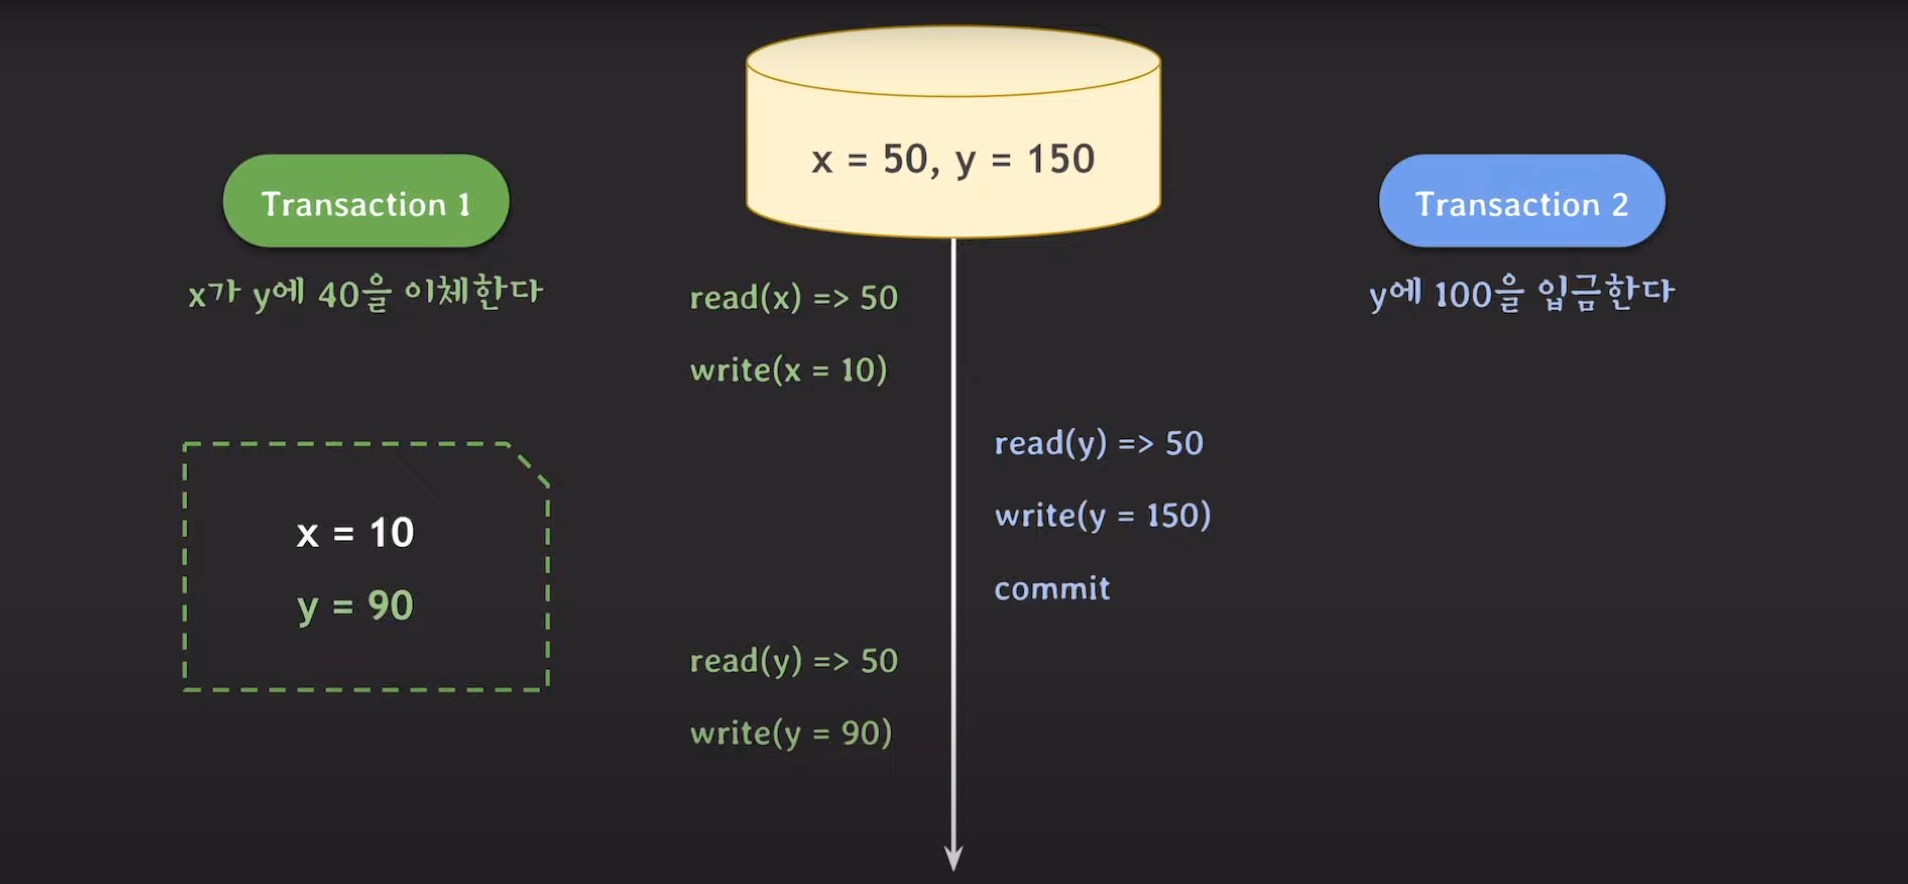 x = 50, y = 150
Transaction 1
x가 y에 40을 이체한다
Transaction 2
y에 100을 입금한다
read(x) => 50
write(x = 10)
read(y) => 50
write(y = 150)
commit
x = 10
y = 90
read(y) => 50
write(y = 90)